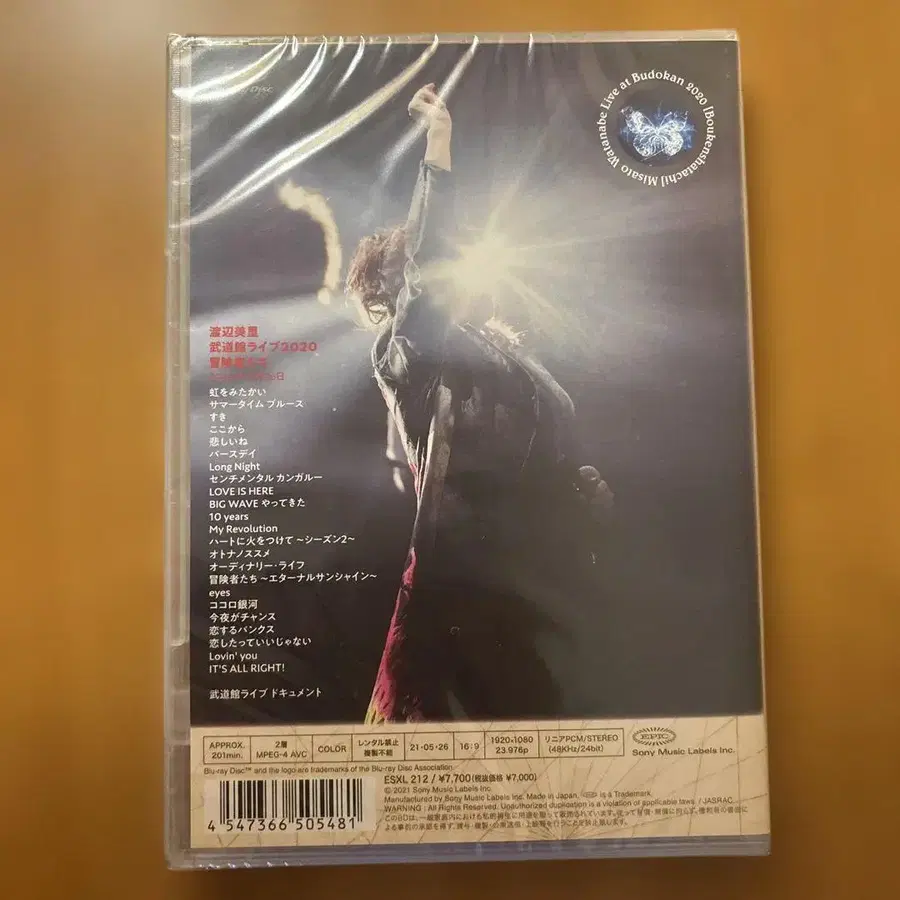 Disc
Misato Watanabe Live at Budokan 2020 [Boukenshatachi]
渡辺美里
武道館ライブ2020
冒険者たち
虹をみたかい
サマータイム ブルース
すき
ここから
悲しいね
バースデイ
Long Night
センチメンタル カンガルー
LOVE IS HERE
BIG WAVE やってきた
10 years
My Revolution
ハートに火をつけて ～シーズン2～
オトナノススメ
オーディナリー・ライフ
冒険者たち ～エターナルサンシャイン～
eyes
ココロ銀河
今夜がチャンス
恋するパンクス
恋したっていいじゃない
Lovin' you
IT'S ALL RIGHT!
武道館ライブ ドキュメント
APPROX. 201min.
2層 MPEG-4 AVC
COLOR
レンタル禁止 複製不能
21・05・26
16:9
1920×1080 23.976p
リニアPCM/STEREO (48KHz/24bit)
EPIC
Sony Music Labels Inc.
Blu-ray Disc™ and the logo are trademarks of the Blu-ray Disc Association.
ESXL 212 / ¥7,700(税抜価格 ¥7,000)
© 2021 Sony Music Labels Inc.
Manufactured by Sony Music Labels Inc. Made in Japan. EPIC is a Trademark.
WARNING : All Rights Reserved. Unauthorized duplication is a violation of applicable laws. / JASRAC
4 547366 505481